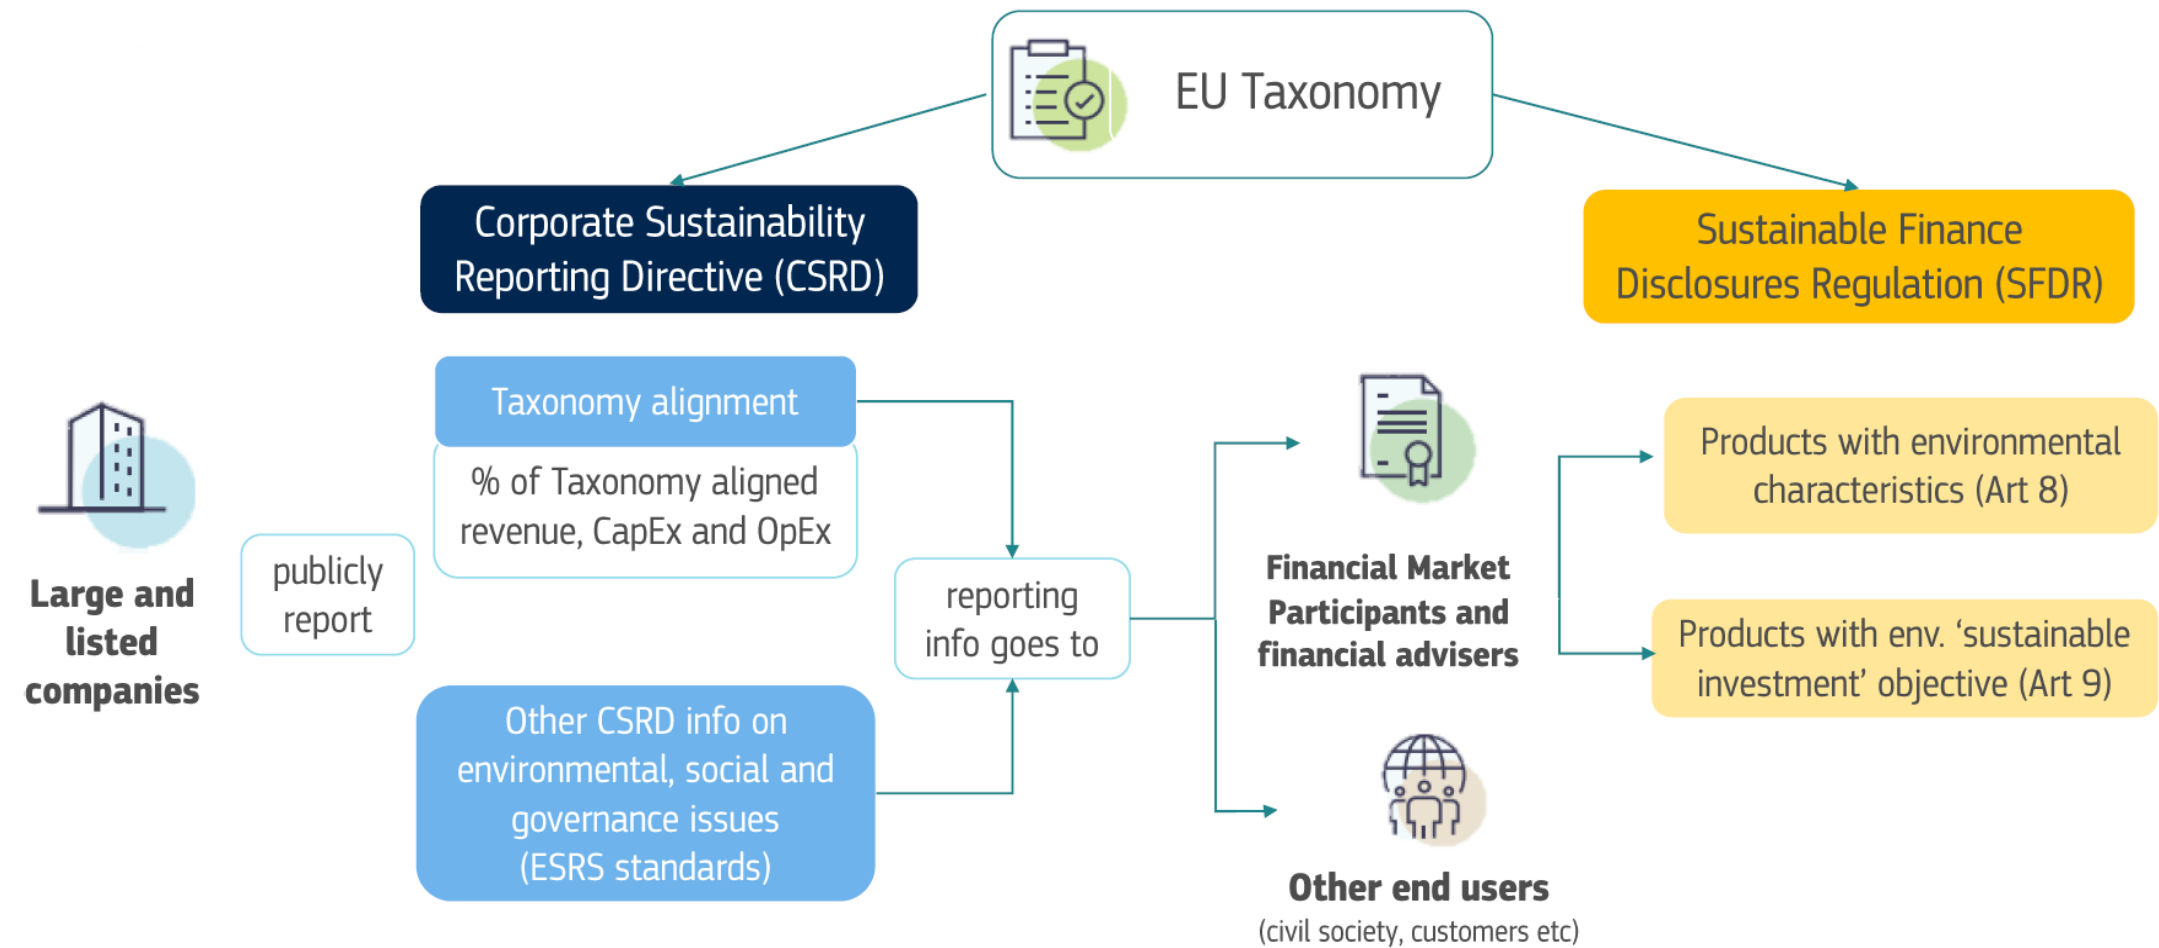 EU Taxonomy
Corporate Sustainability
Reporting Directive (CSRD)
Sustainable Finance
Disclosures Regulation (SFDR)
Large and
listed
companies
publicly
report
Taxonomy alignment
% of Taxonomy aligned
revenue, CapEx and OpEx
Other CSRD info on
environmental, social and
governance issues
(ESRS standards)
reporting
info goes to
Financial Market
Participants and
financial advisers
Other end users
(civil society, customers etc)
Products with environmental
characteristics (Art 8)
Products with env. ‘sustainable
investment’ objective (Art 9)